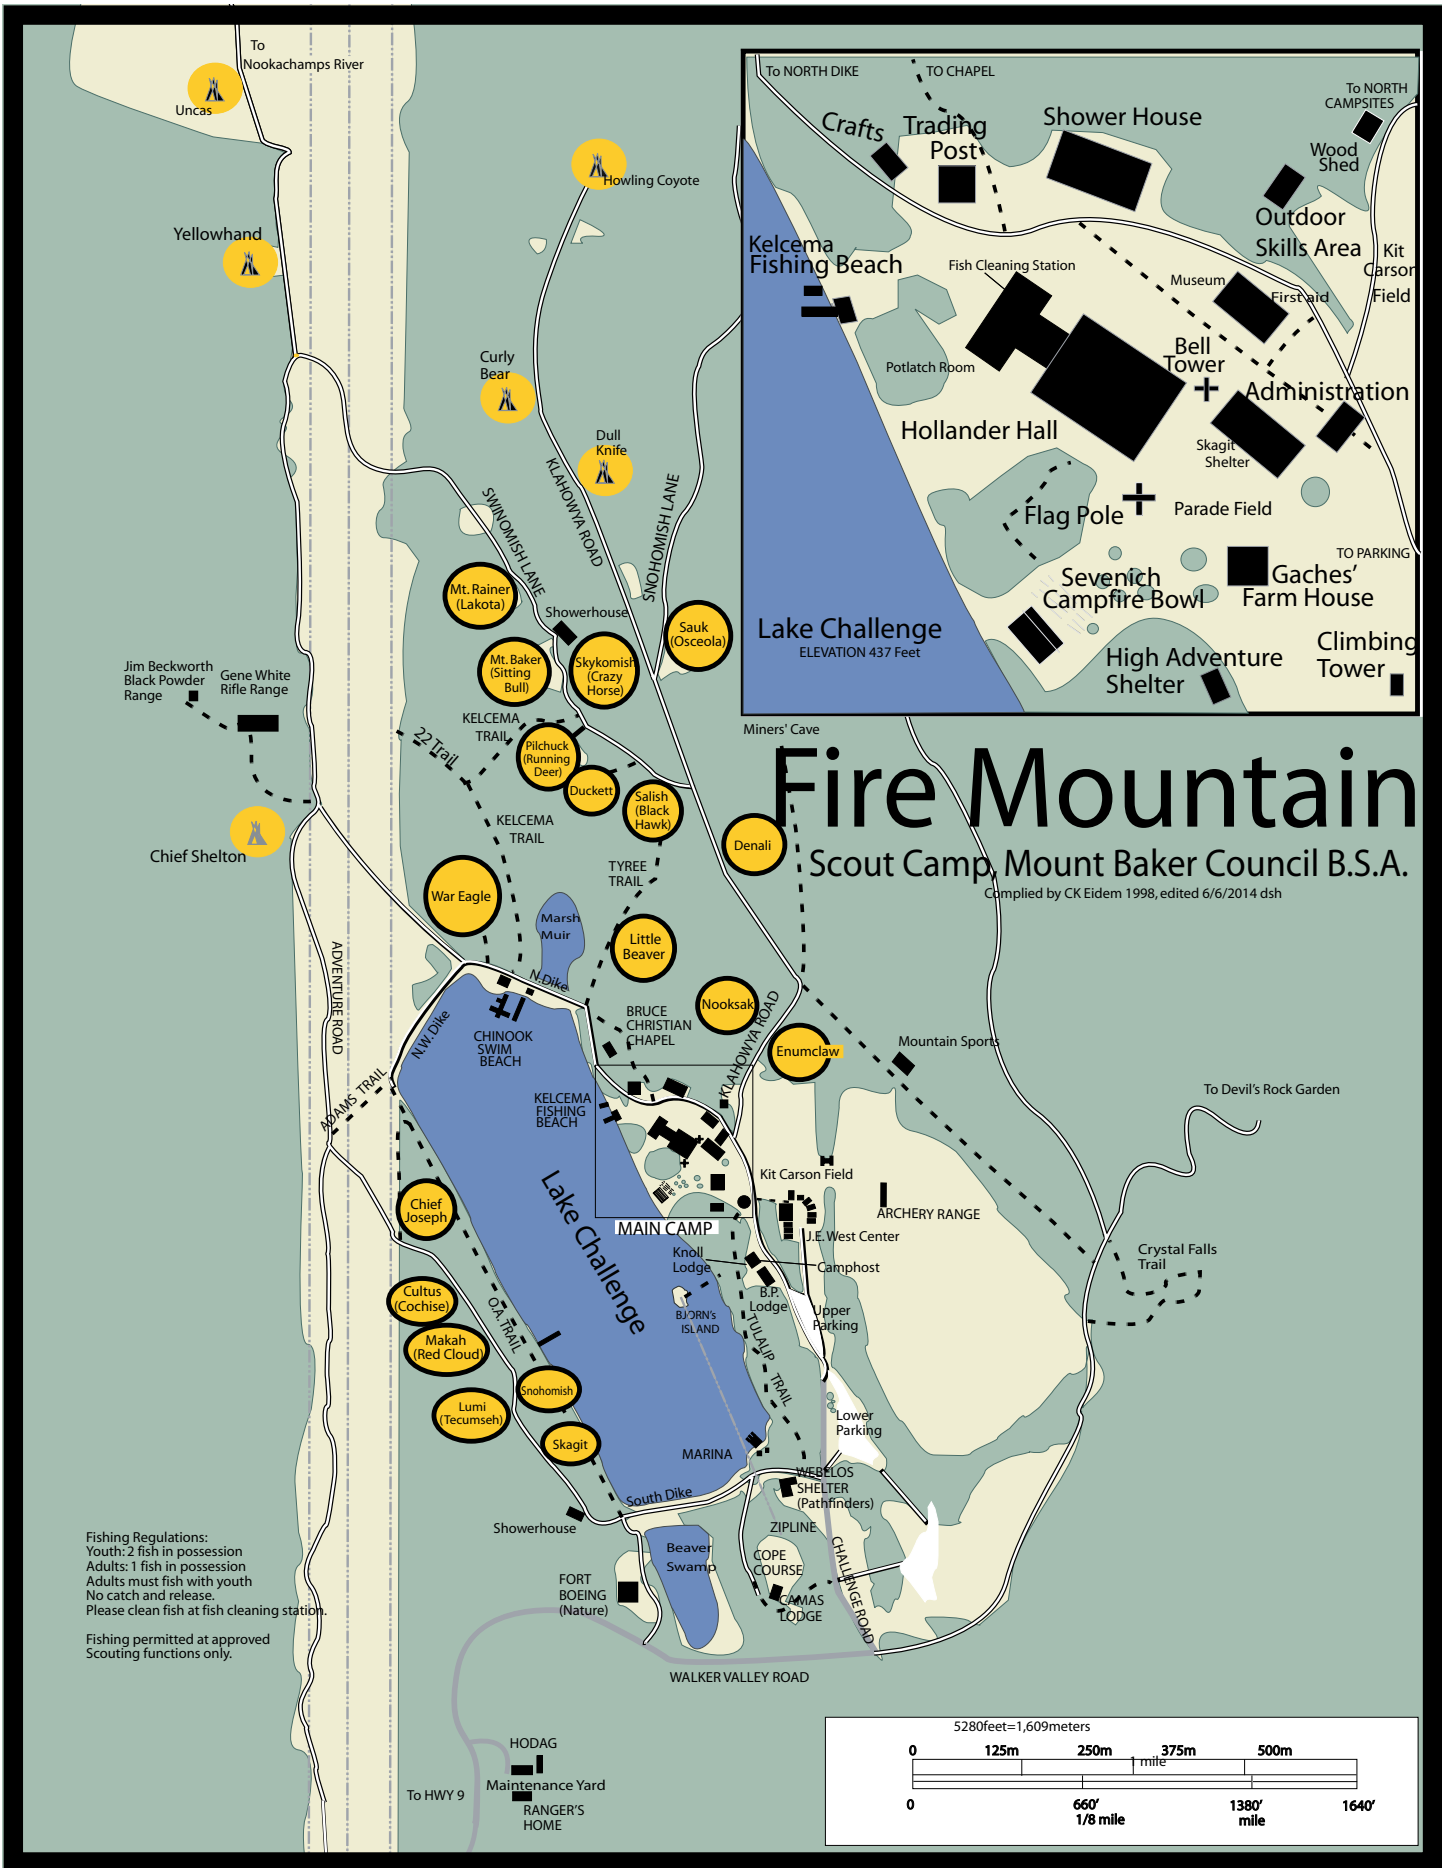 To
Nookachamps River
Uncas
Howling Coyote
Yellowhand
Curly
Bear
Dull
Knife
KLAHOWYA ROAD
SWINOMISH LANE
SNOHOMISH LANE
Mt. Rainer
(Lakota)
Showerhouse
Sauk
(Osceola)
Mt. Baker
(Sitting
Bull)
Skykomish
(Crazy
Horse)
Jim Beckworth
Black Powder
Range
Gene White
Rifle Range
KELCEMA
TRAIL
22 Trail
Pilchuck
(Running
Deer)
Duckett
Salish
(Black
Hawk)
Chief Shelton
KELCEMA
TRAIL
TYREE
TRAIL
Denali
War Eagle
Marsh
Muir
Little
Beaver
ADVENTURE ROAD
N.Dike
N.W. Dike
CHINOOK
SWIM
BEACH
BRUCE
CHRISTIAN
CHAPEL
Nooksak
KLAHOWYA ROAD
Enumclaw
Mountain Sports
To Devil's Rock Garden
ADAMS TRAIL
KELCEMA
FISHING
BEACH
Kit Carson Field
ARCHERY RANGE
Chief
Joseph
Lake Challenge
MAIN CAMP
J.E. West Center
Knoll
Lodge
Camphost
Crystal Falls
Trail
Cultus
(Cochise)
B.P.
Lodge
Upper
Parking
BJORN's
ISLAND
O.A. TRAIL
TULALIP TRAIL
Makah
(Red Cloud)
Snohomish
Lumi
(Tecumseh)
Skagit
Lower
Parking
MARINA
WEBELOS
SHELTER
(Pathfinders)
South Dike
Showerhouse
ZIPLINE
Beaver
Swamp
COPE
COURSE
CHALLENGE ROAD
FORT
BOEING
(Nature)
CAMAS
LODGE
WALKER VALLEY ROAD
Fishing Regulations:
Youth: 2 fish in possession
Adults: 1 fish in possession
Adults must fish with youth
No catch and release.
Please clean fish at fish cleaning station.
Fishing permitted at approved
Scouting functions only.
HODAG
Maintenance Yard
To HWY 9
RANGER'S
HOME
To NORTH DIKE
TO CHAPEL
To NORTH
CAMPSITES
Crafts
Trading
Post
Shower House
Wood
Shed
Outdoor
Skills Area
Kit
Carson
Field
Kelcema
Fishing Beach
Fish Cleaning Station
Museum
First aid
Bell
Tower
Potlatch Room
Administration
Hollander Hall
Skagit
Shelter
Flag Pole
Parade Field
TO PARKING
Sevenich
Campfire Bowl
Gaches'
Farm House
Lake Challenge
ELEVATION 437 Feet
High Adventure
Shelter
Climbing
Tower
Miners' Cave
Fire Mountain
Scout Camp, Mount Baker Council B.S.A.
Complied by CK Eidem 1998, edited 6/6/2014 dsh
5280feet=1,609meters
0 125m 250m 375m 500m
1 mile
0 660' 1380' 1640'
1/8 mile mile